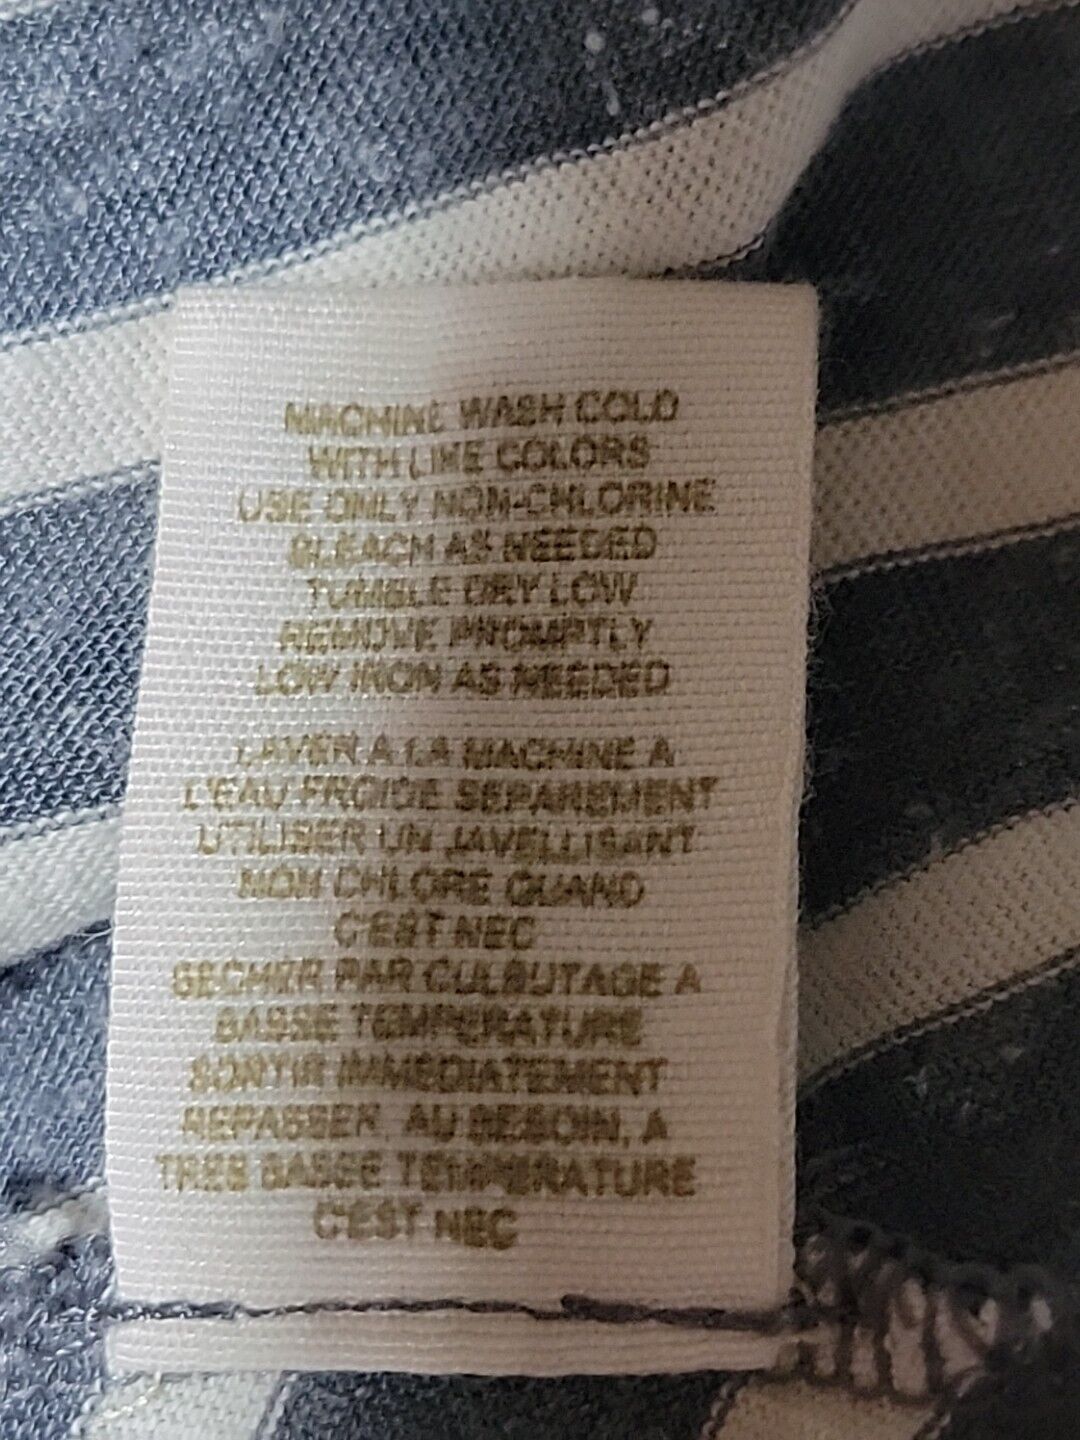 MACHINE WASH COLD
WITH LIKE COLORS
USE ONLY NON-CHLORINE
BLEACH AS NEEDED
TUMBLE DRY LOW
REMOVE PROMPTLY
LOW IRON AS NEEDED
LAVER A LA MACHINE A
L'EAU FROIDE SEPAREMENT
UTILISER UN JAVELLISANT
NON CHLORE QUAND
C'EST NEC
SECHER PAR CULBUTAGE A
BASSE TEMPERATURE
SORTIR IMMEDIATEMENT
REPASSER, AU BESOIN, A
TRES BASSE TEMPERATURE
C'EST NEC